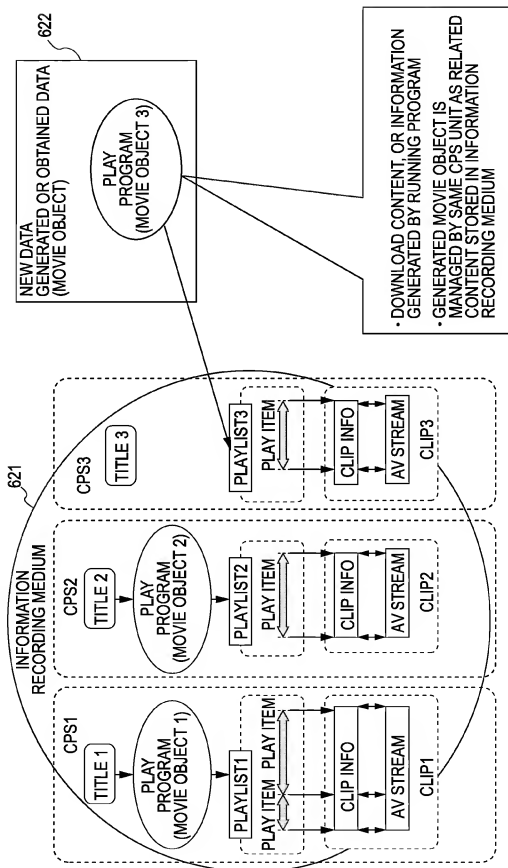 621
INFORMATION
RECORDING MEDIUM
CPS1
TITLE 1
PLAY
PROGRAM
(MOVIE OBJECT 1)
PLAYLIST1
PLAY ITEM
PLAY ITEM
CLIP INFO
AV STREAM
CLIP1
CPS2
TITLE 2
PLAY
PROGRAM
(MOVIE OBJECT 2)
PLAYLIST2
PLAY ITEM
CLIP INFO
AV STREAM
CLIP2
CPS3
TITLE 3
PLAYLIST3
PLAY ITEM
CLIP INFO
AV STREAM
CLIP3
622
NEW DATA
GENERATED OR OBTAINED DATA
(MOVIE OBJECT)
PLAY
PROGRAM
(MOVIE OBJECT 3)
・DOWNLOAD CONTENT, OR INFORMATION
GENERATED BY RUNNING PROGRAM
・GENERATED MOVIE OBJECT IS
MANAGED BY SAME CPS UNIT AS RELATED
CONTENT STORED IN INFORMATION
RECORDING MEDIUM